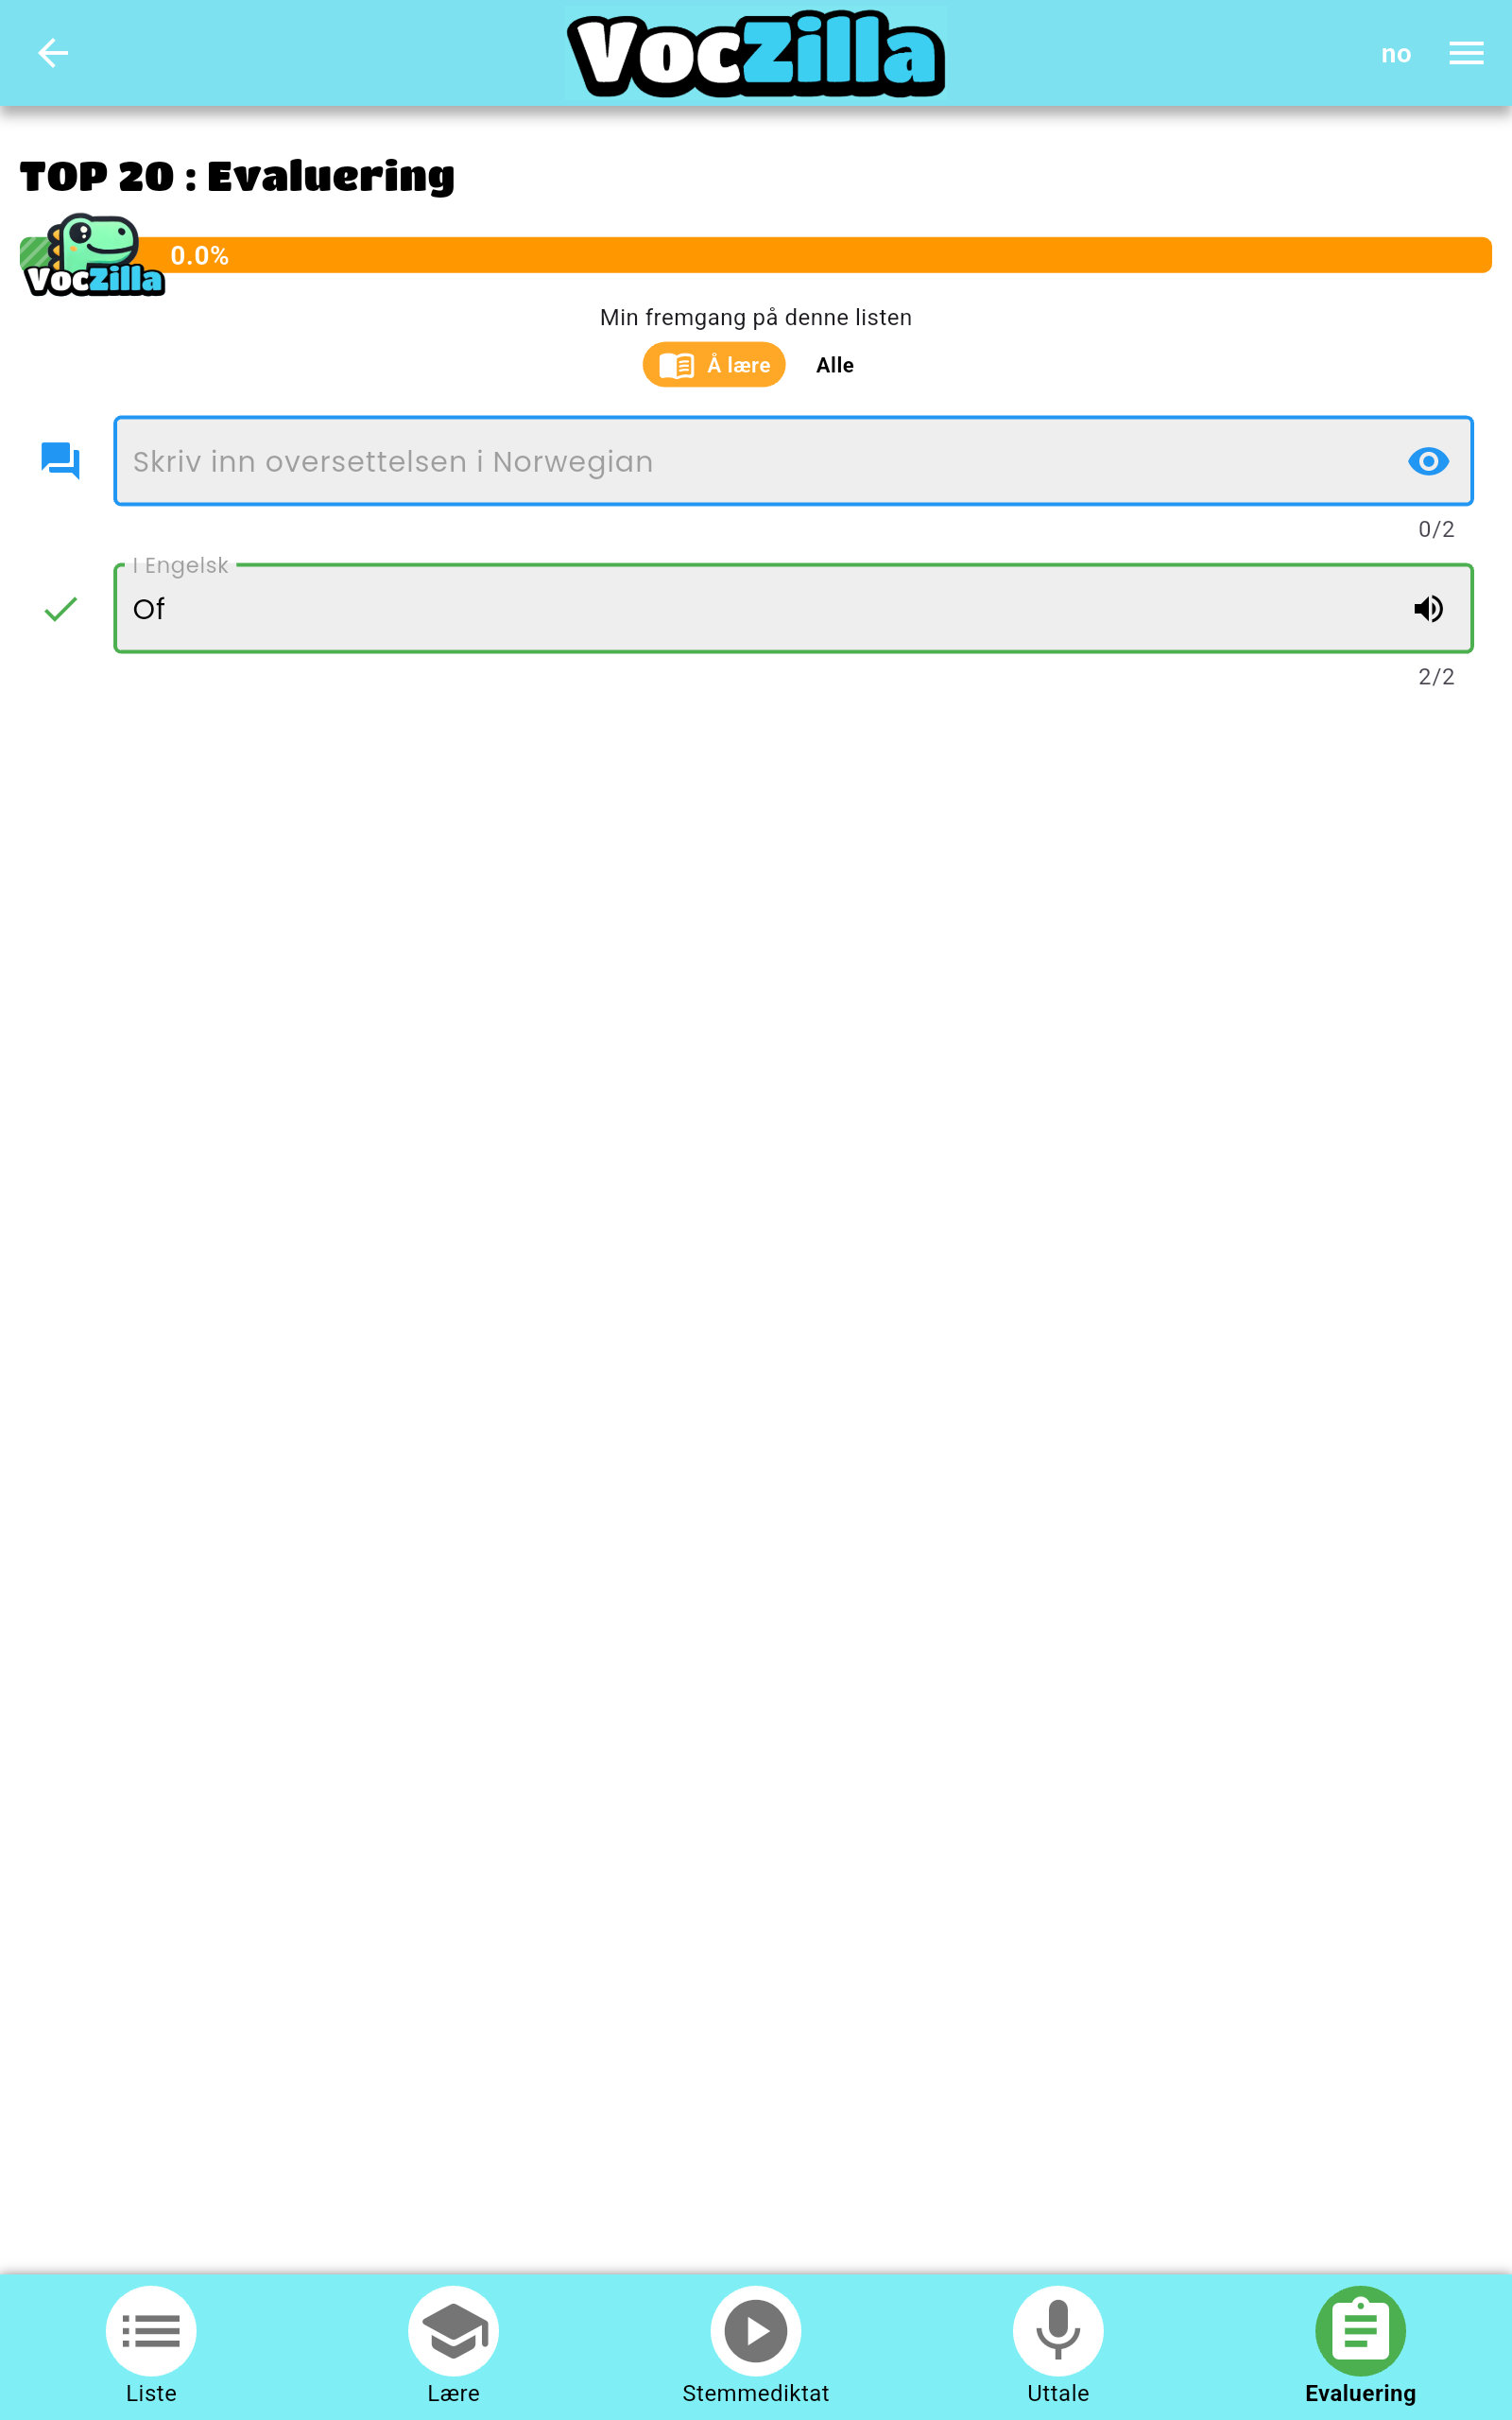 VocZilla
no
TOP 20 : Evaluering
VocZilla
0.0%
Min fremgang på denne listen
Å lære
Alle
Skriv inn oversettelsen i Norwegian
0/2
I Engelsk
Of
2/2
Liste
Lære
Stemmediktat
Uttale
Evaluering